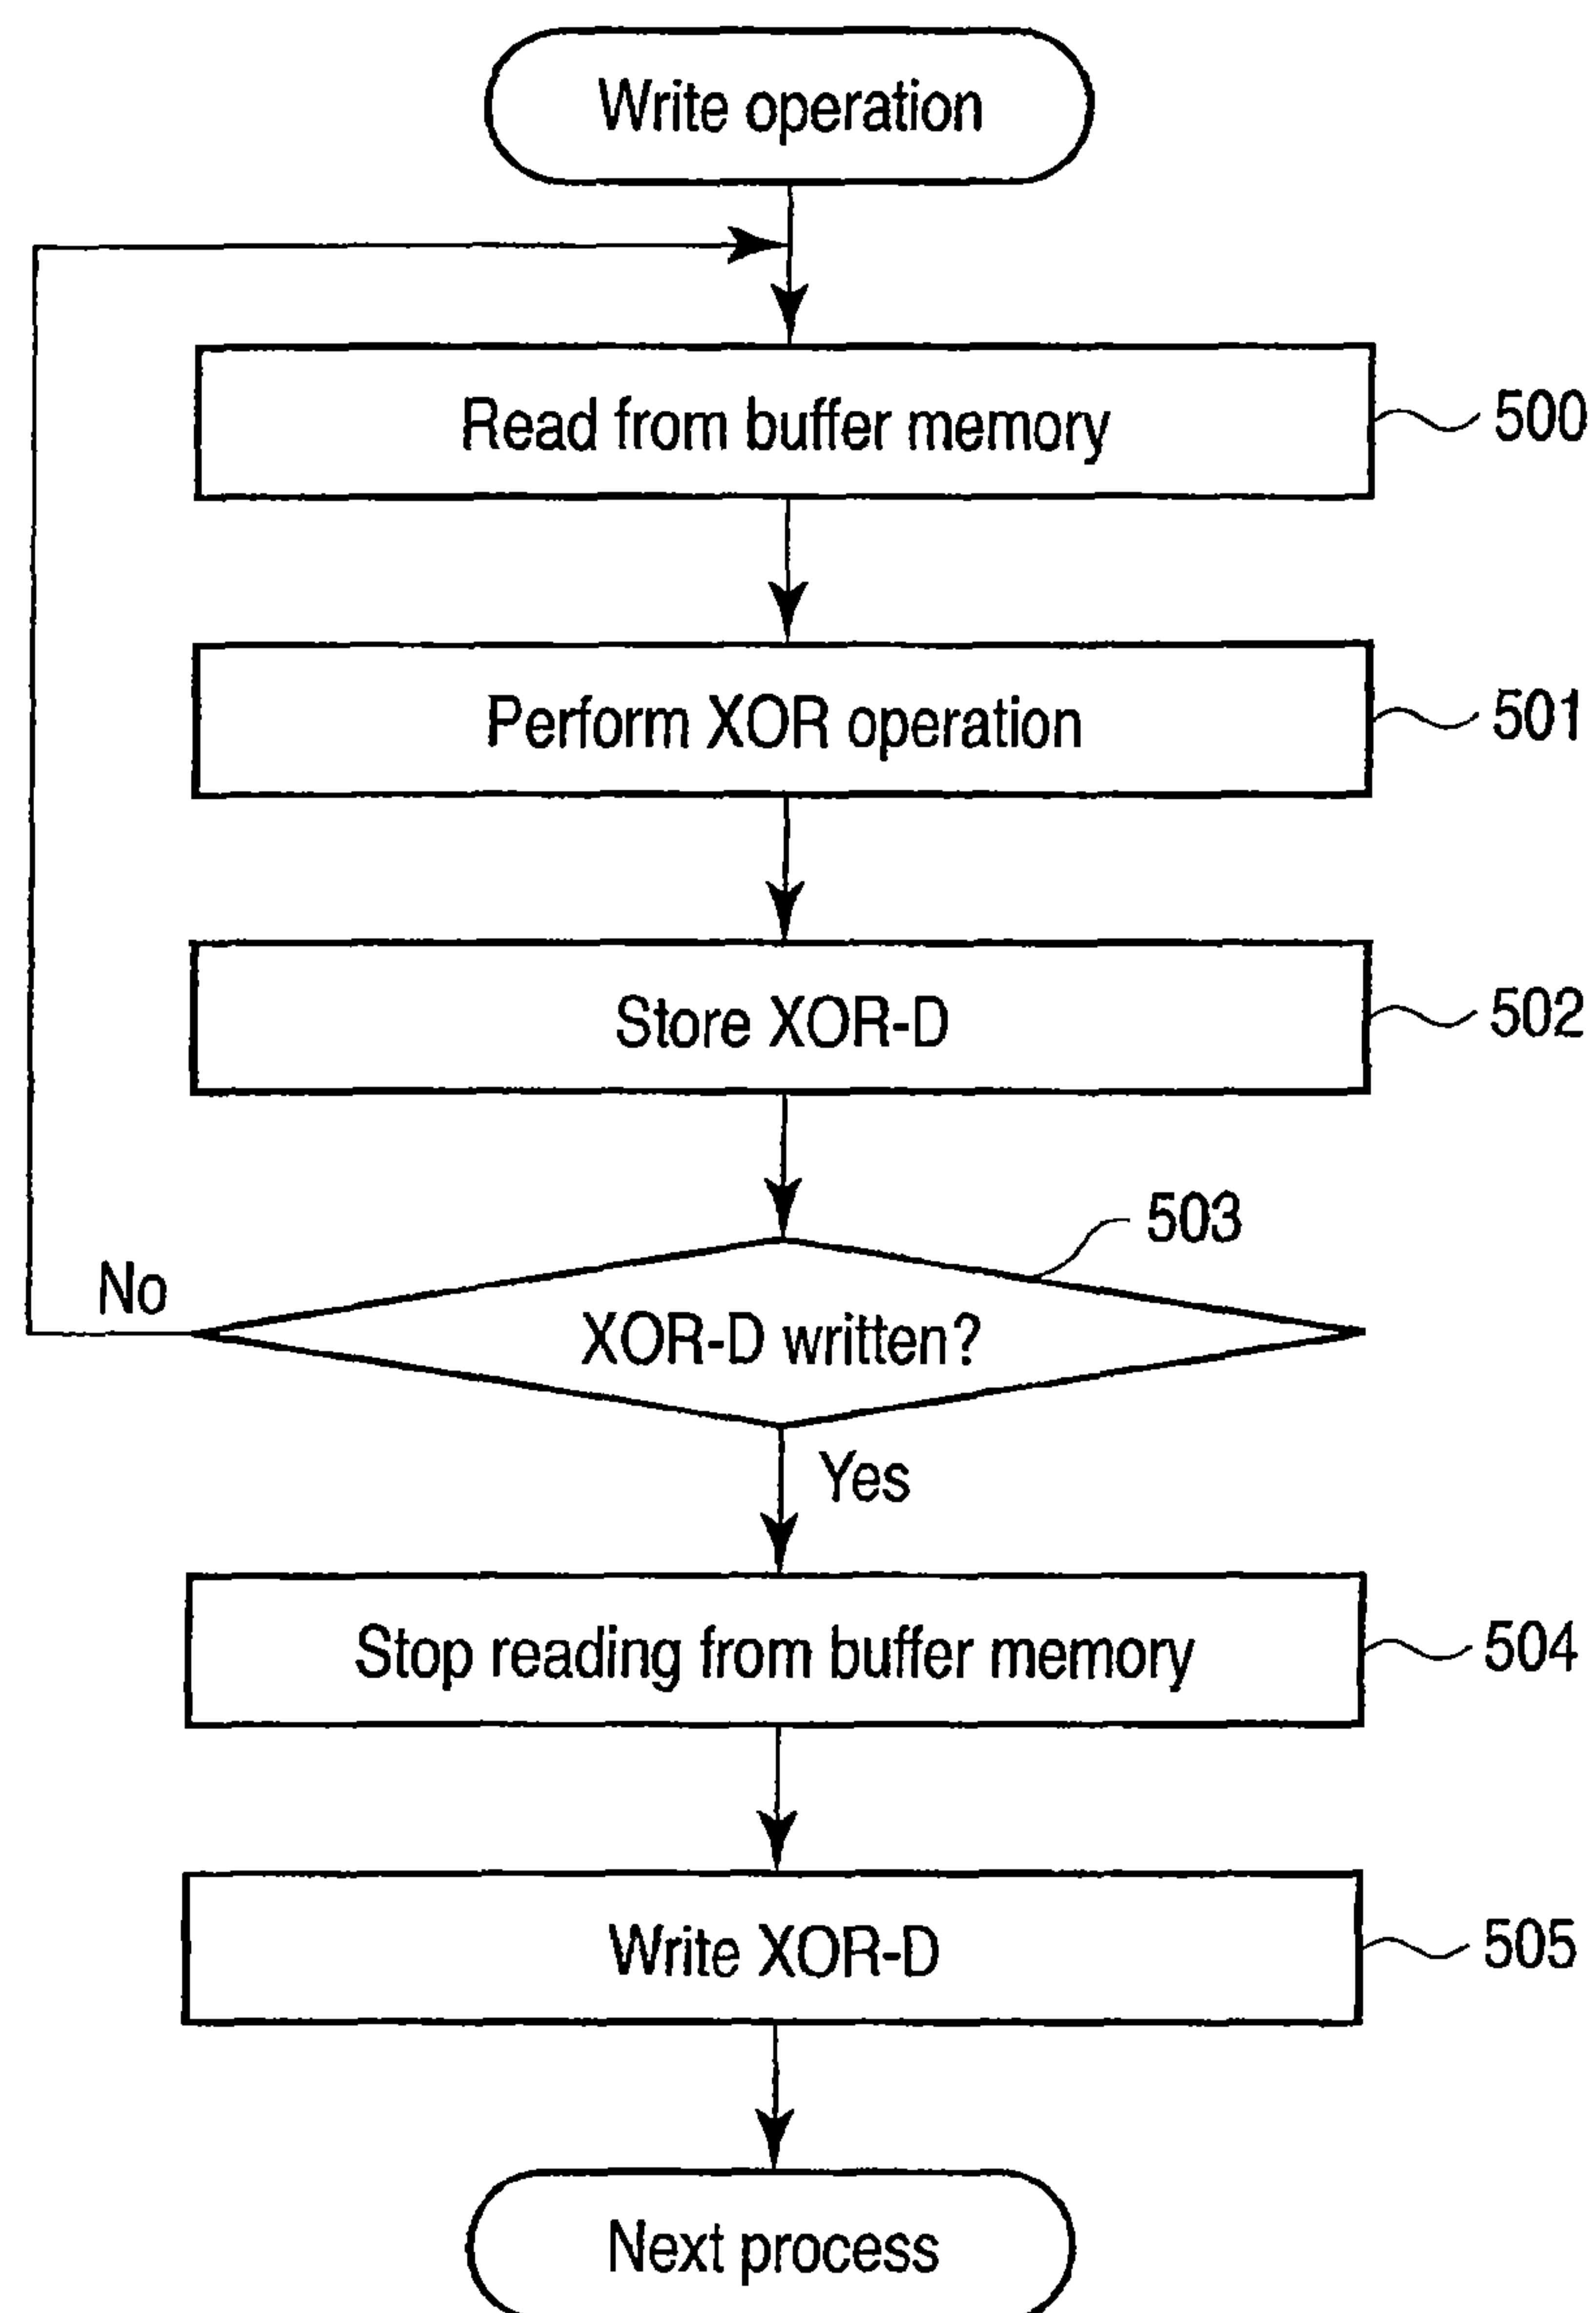 Write operation
Read from buffer memory
500
Perform XOR operation
501
Store XOR-D
502
503
No
XOR-D written?
Yes
Stop reading from buffer memory
504
Write XOR-D
505
Next process